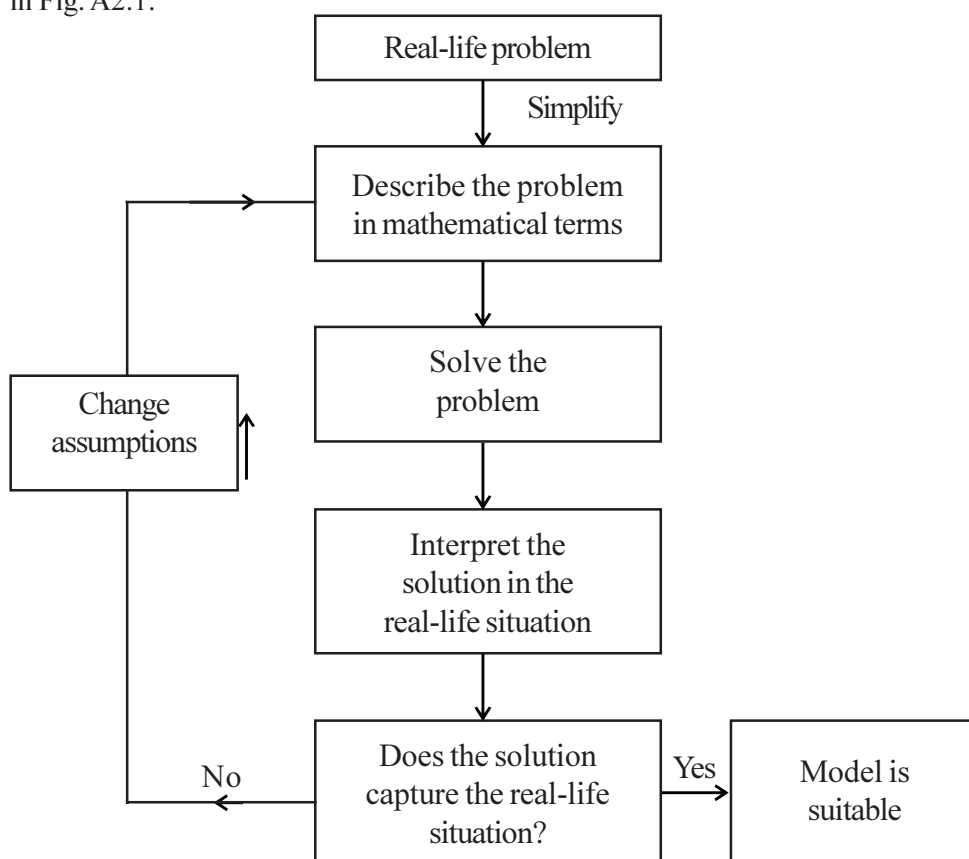 in Fig. A2.1.
Real-life problem
Simplify
Describe the problem
in mathematical terms
Solve the
problem
Change
assumptions
Interpret the
solution in the
real-life situation
Does the solution
capture the real-life
situation?
No
Yes
Model is
suitable